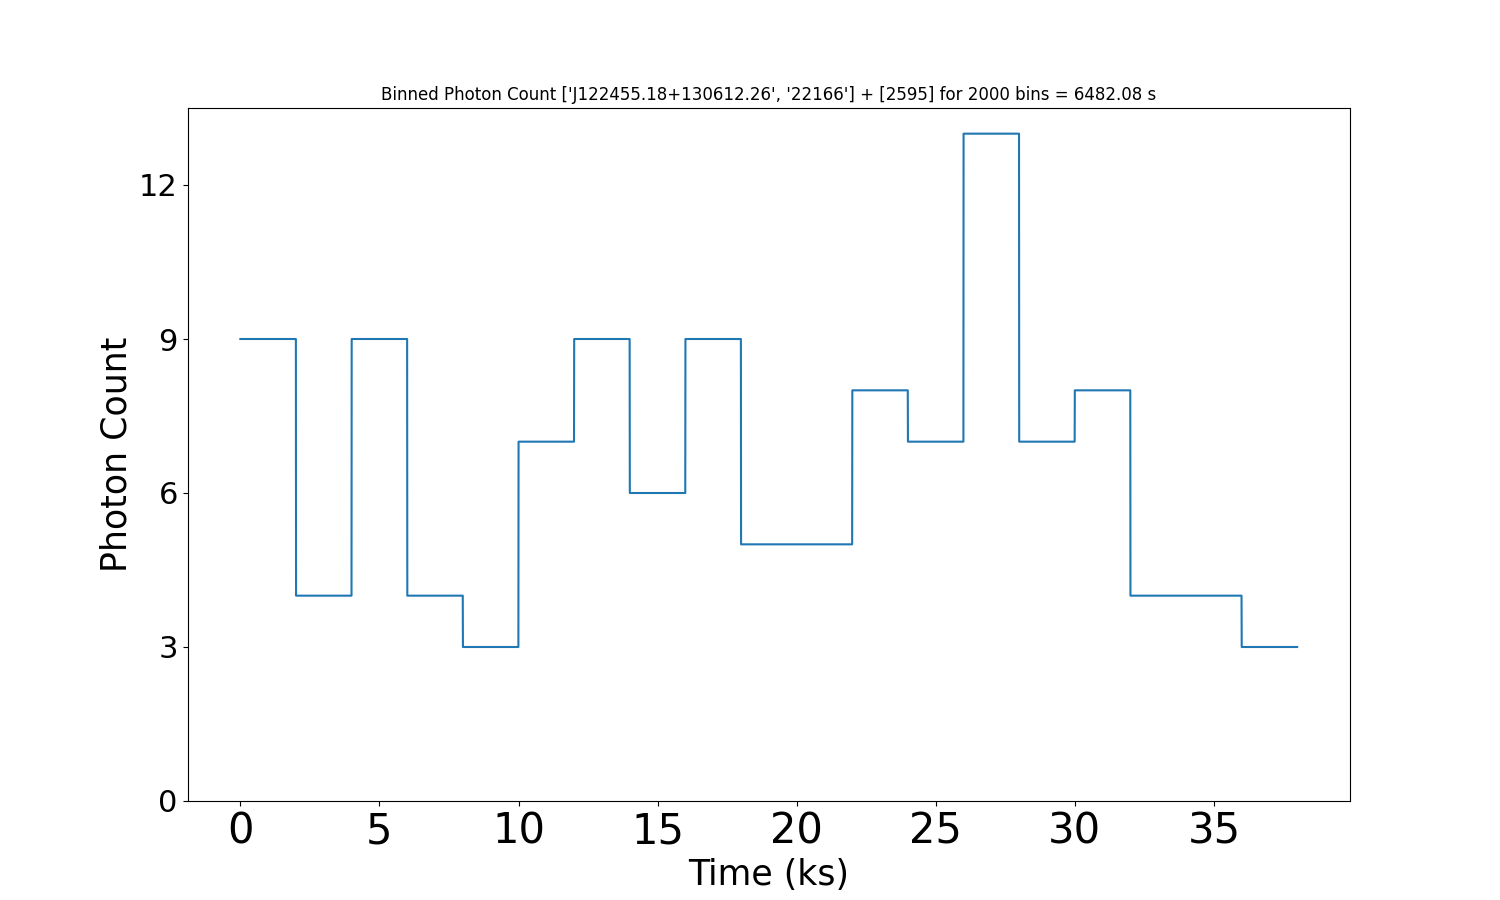 Binned Photon Count ['J122455.18+130612.26', '22166'] + [2595] for 2000 bins = 6482.08 s
12
9
6
3
0
Photon Count
0 5 10 15 20 25 30 35
Time (ks)